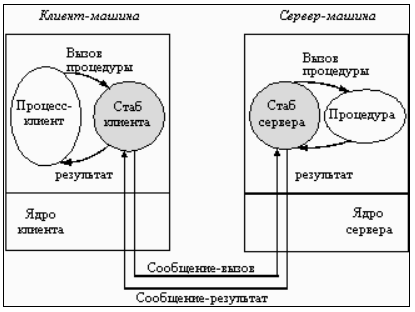 Клиент-машина
Сервер-машина
Вызов
процедуры
Процесс-
клиент
Стаб
клиента
результат
Ядро
клиента
Вызов
процедуры
Стаб
сервера
Процедура
результат
Ядро
сервера
Сообщение-вызов
Сообщение-результат